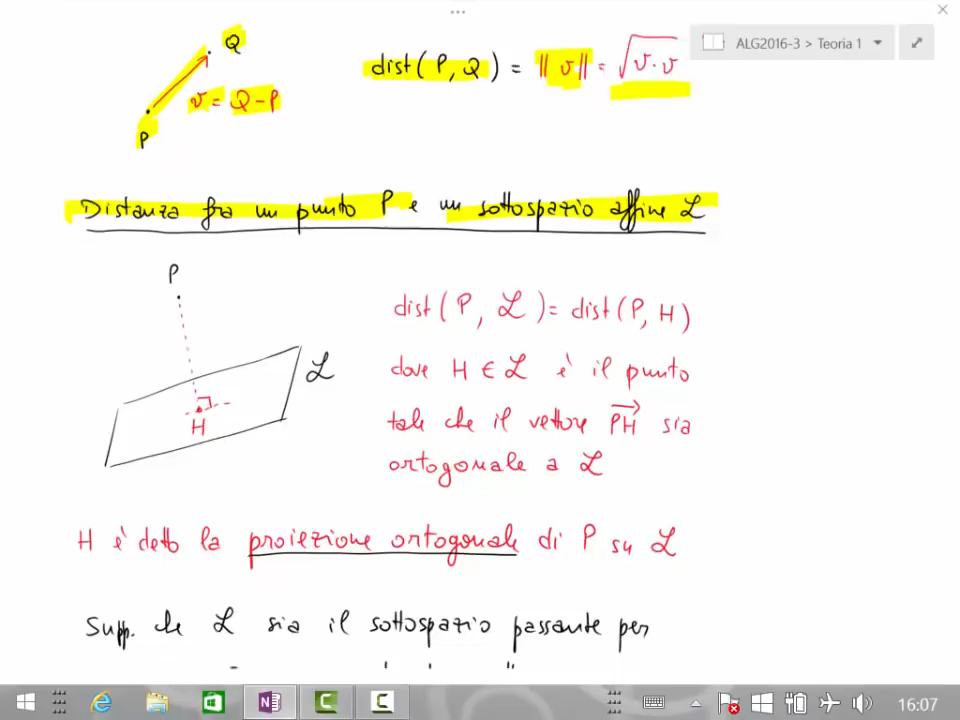 ALG2016-3 > Teoria 1
Q
dist(P, Q) = ‖v‖ = √v·v
v = Q-P
P
Distanza fra un punto P e un sottospazio affine ℒ
P
ℒ
H
dist(P, ℒ) = dist(P, H)
dove H ∈ ℒ è il punto
tale che il vettore →PH sia
ortogonale a ℒ
H è detto la proiezione ortogonale di P su ℒ
Supp. che ℒ sia il sottospazio passante per
16:07